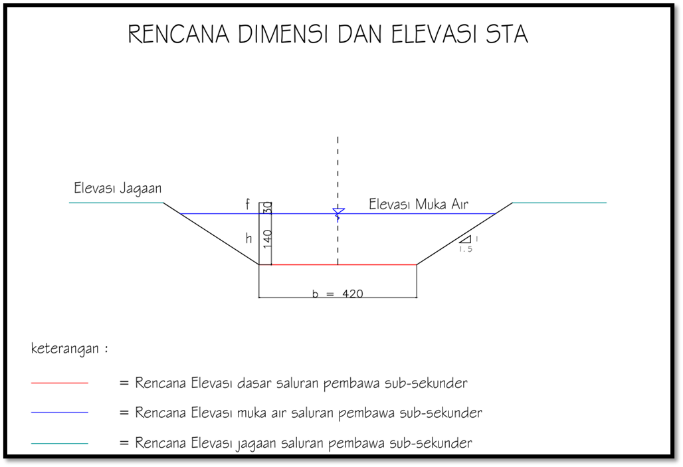 RENCANA DIMENSI DAN ELEVASI STA
Elevasi Jagaan
f
30
Elevasi Muka Air
h
140
1
1.5
b = 420
keterangan :
= Rencana Elevasi dasar saluran pembawa sub-sekunder
= Rencana Elevasi muka air saluran pembawa sub-sekunder
= Rencana Elevasi jagaan saluran pembawa sub-sekunder